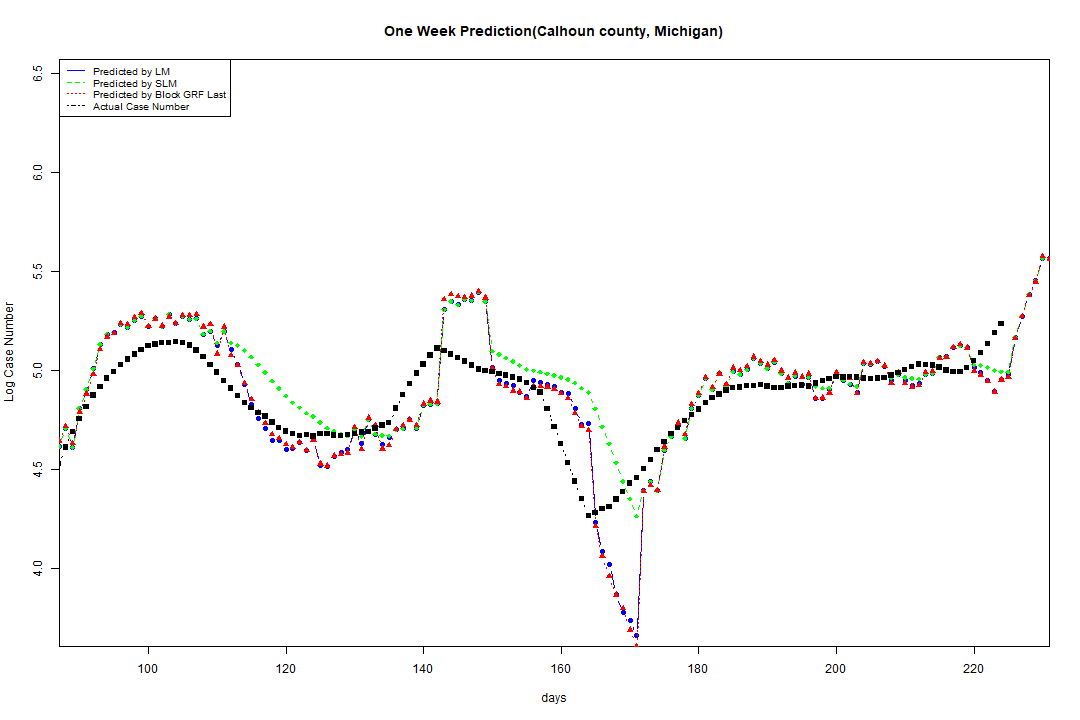 One Week Prediction(Calhoun county, Michigan)
Predicted by LM
Predicted by SLM
Predicted by Block GRF Last
Actual Case Number
6.5
6.0
5.5
5.0
4.5
4.0
Log Case Number
100 120 140 160 180 200 220
days